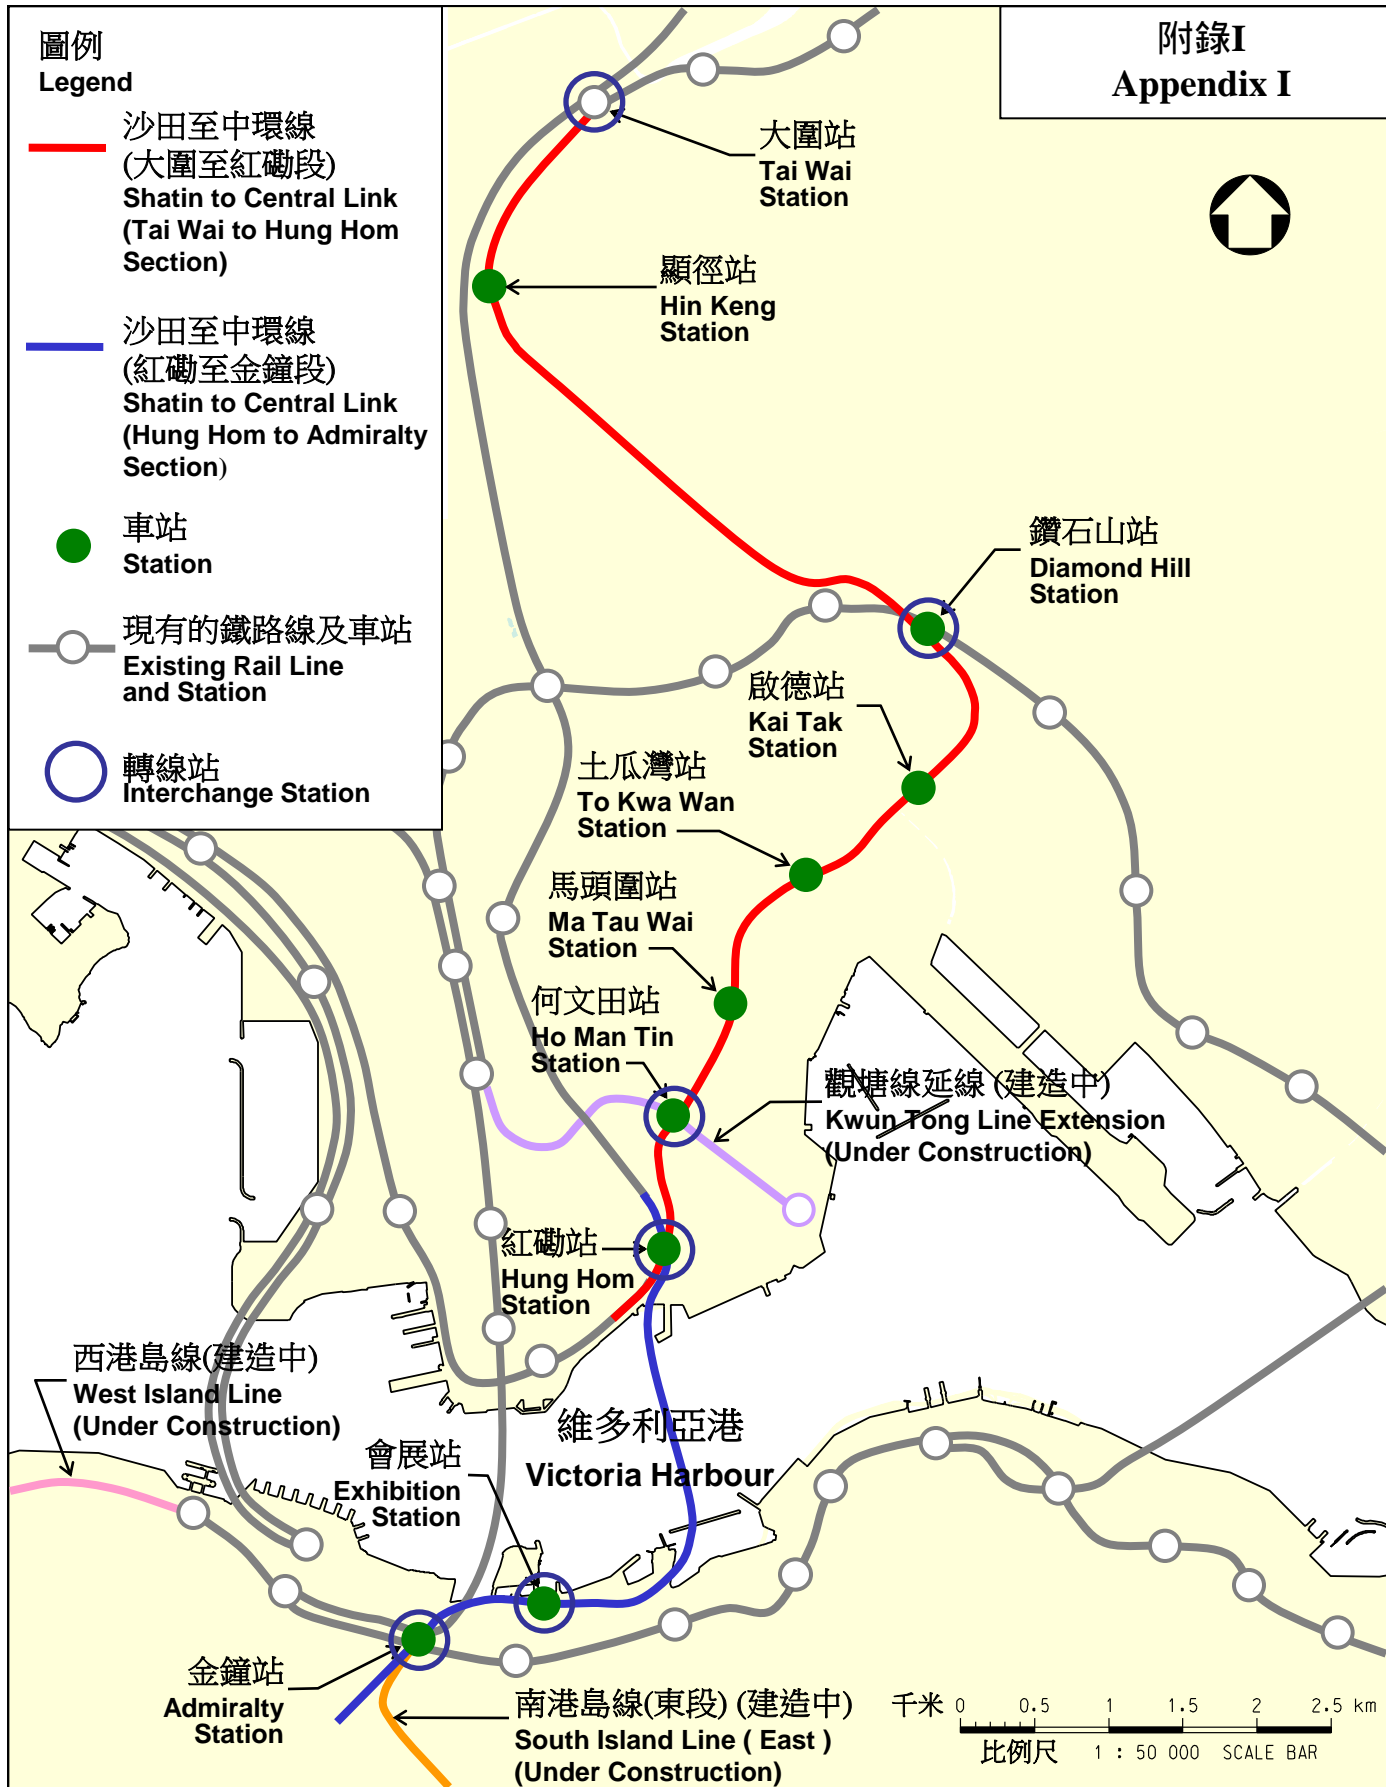 圖例
Legend
沙田至中環線
(大圍至紅磡段)
Shatin to Central Link
(Tai Wai to Hung Hom
Section)
沙田至中環線
(紅磡至金鐘段)
Shatin to Central Link
(Hung Hom to Admiralty
Section)
車站
Station
現有的鐵路線及車站
Existing Rail Line
and Station
轉線站
Interchange Station
附錄I
Appendix I
大圍站
Tai Wai
Station
顯徑站
Hin Keng
Station
鑽石山站
Diamond Hill
Station
啟德站
Kai Tak
Station
土瓜灣站
To Kwa Wan
Station
馬頭圍站
Ma Tau Wai
Station
何文田站
Ho Man Tin
Station
觀塘線延線 (建造中)
Kwun Tong Line Extension
(Under Construction)
紅磡站
Hung Hom
Station
西港島線(建造中)
West Island Line
(Under Construction)
維多利亞港
Victoria Harbour
會展站
Exhibition
Station
金鐘站
Admiralty
Station
南港島線(東段) (建造中)
South Island Line ( East )
(Under Construction)
千米 0 0.5 1 1.5 2 2.5 km
比例尺 1 : 50 000 SCALE BAR